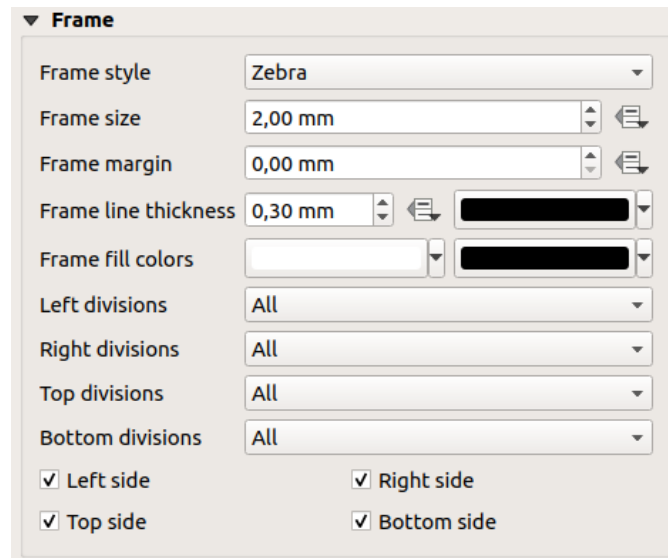 Frame
Frame style Zebra
Frame size 2,00 mm
Frame margin 0,00 mm
Frame line thickness 0,30 mm
Frame fill colors
Left divisions All
Right divisions All
Top divisions All
Bottom divisions All
Left side Right side
Top side Bottom side